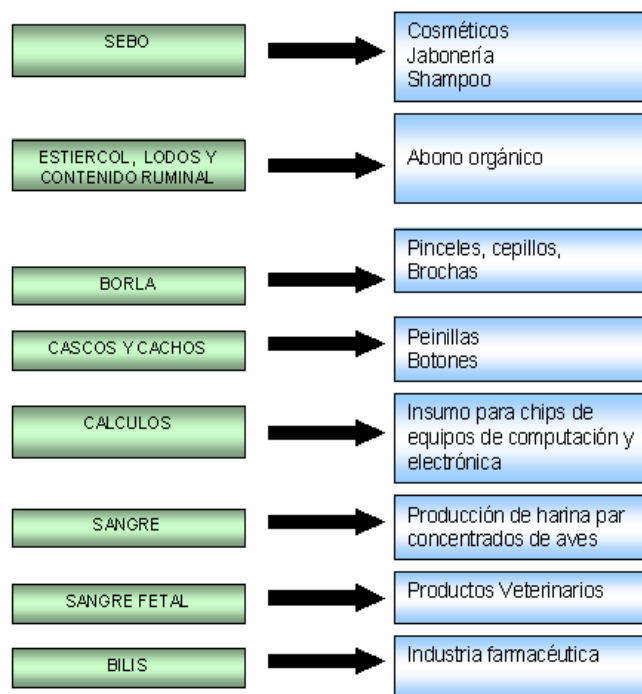 SEBO
Cosméticos
Jabonería
Shampoo
ESTIERCOL, LODOS Y
CONTENIDO RUMINAL
Abono orgánico
BORLA
Pinceles, cepillos,
Brochas
CASCOS Y CACHOS
Peinillas
Botones
CALCULOS
Insumo para chips de
equipos de computación y
electrónica
SANGRE
Producción de harina par
concentrados de aves
SANGRE FETAL
Productos Veterinarios
BILIS
Industria farmacéutica